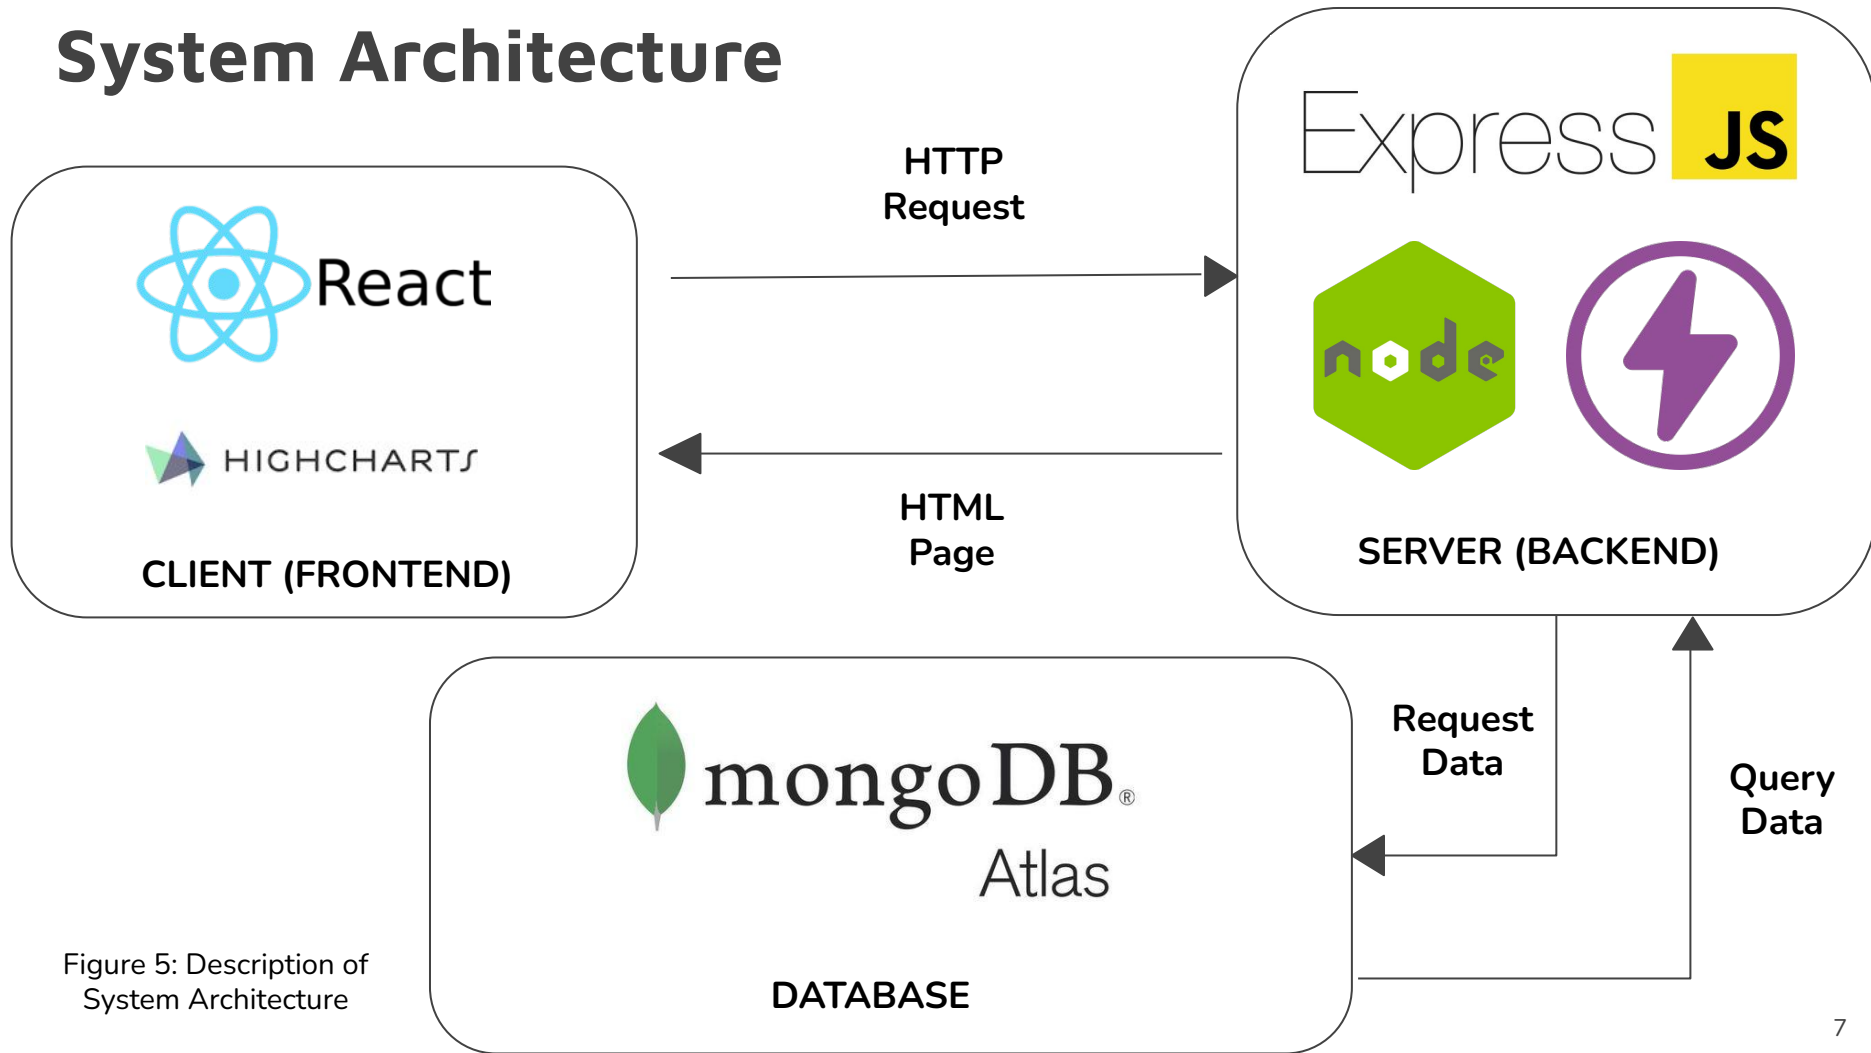 System Architecture
HTTP
Request
Express JS
React
node
HIGHCHARTS
HTML
Page
CLIENT (FRONTEND)
SERVER (BACKEND)
mongoDB®
Atlas
Request
Data
Query
Data
DATABASE
Figure 5: Description of
System Architecture
7